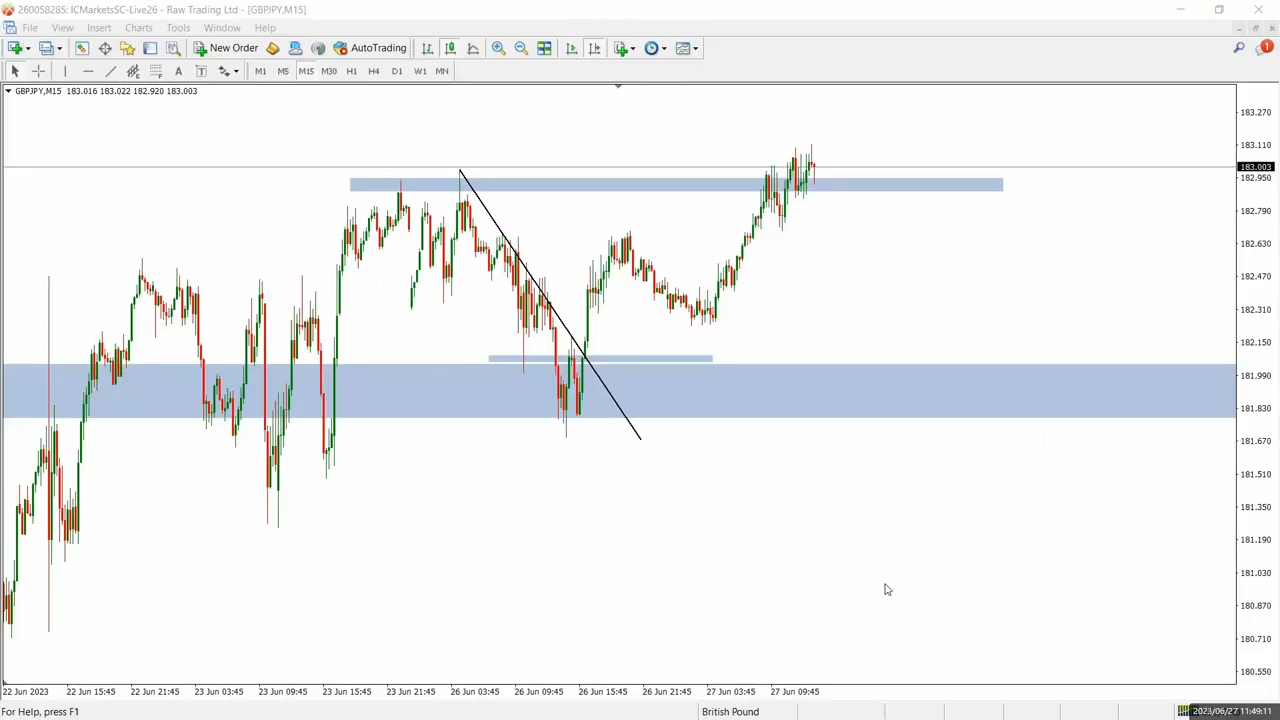 260058285: ICMarketsSC-Live26 - Raw Trading Ltd - [GBPJPY,M15]
File View Insert Charts Tools Window Help
New Order AutoTrading 1
A T M1 M5 M15 M30 H1 H4 D1 W1 MN
GBPJPY,M15 183.016 183.022 182.920 183.003
183.270
183.110
183.003
182.950
182.790
182.630
182.470
182.310
182.150
181.990
181.830
181.670
181.510
181.350
181.190
181.030
180.870
180.710
180.550
22 Jun 2023 22 Jun 15:45 22 Jun 21:45 23 Jun 03:45 23 Jun 09:45 23 Jun 15:45 23 Jun 21:45 26 Jun 03:45 26 Jun 09:45 26 Jun 15:45 26 Jun 21:45 27 Jun 03:45 27 Jun 09:45
For Help, press F1 British Pound 2023/06/27 11:49:11